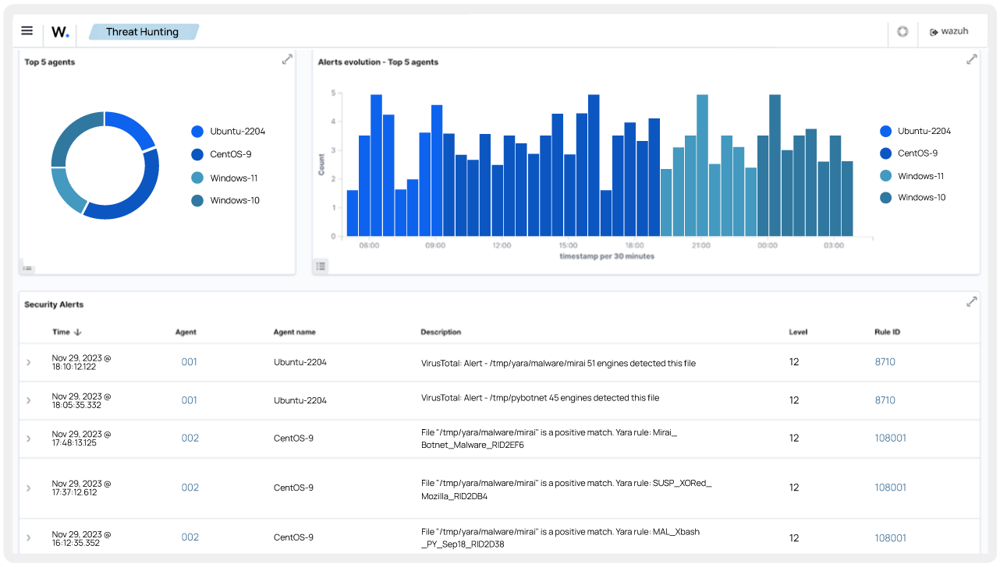 W.
Threat Hunting
wazuh
Top 5 agents
Ubuntu-2204
CentOS-9
Windows-11
Windows-10
Alerts evolution - Top 5 agents
Count
5
4
3
2
1
0
06:00
09:00
12:00
15:00
18:00
21:00
00:00
03:00
timestamp per 30 minutes
Ubuntu-2204
CentOS-9
Windows-11
Windows-10
Security Alerts
Time Agent Agent name Description Level Rule ID
Nov 29, 2023 @
18:10:12.122
001
Ubuntu-2204
VirusTotal: Alert - /tmp/yara/malware/mirai 51 engines detected this file
12
8710
Nov 29, 2023 @
18:05:35.332
001
Ubuntu-2204
VirusTotal: Alert - /tmp/pybotnet 45 engines detected this file
12
8710
Nov 29, 2023 @
17:48:13.125
002
CentOS-9
File "/tmp/yara/malware/mirai" is a positive match. Yara rule: Mirai_
Botnet_Malware_RID2EF6
12
108001
Nov 29, 2023 @
17:37:12.612
002
CentOS-9
File "/tmp/yara/malware/mirai" is a positive match. Yara rule: SUSP_XORed_
Mozilla_RID2DB4
12
108001
Nov 29, 2023 @
16:12:35.352
002
CentOS-9
File "/tmp/yara/malware/mirai" is a positive match. Yara rule: MAL_Xbash
_PY_Sep18_RID2D38
12
108001